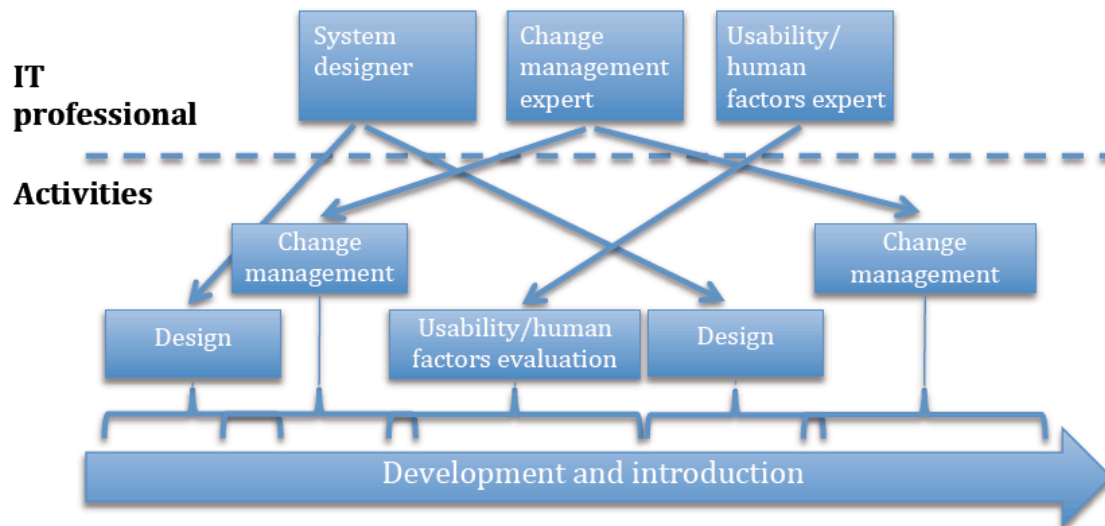 System
designer
Change
management
expert
Usability/
human
factors expert
IT
professional
Activities
Change
management
Change
management
Design
Usability/human
factors evaluation
Design
Development and introduction